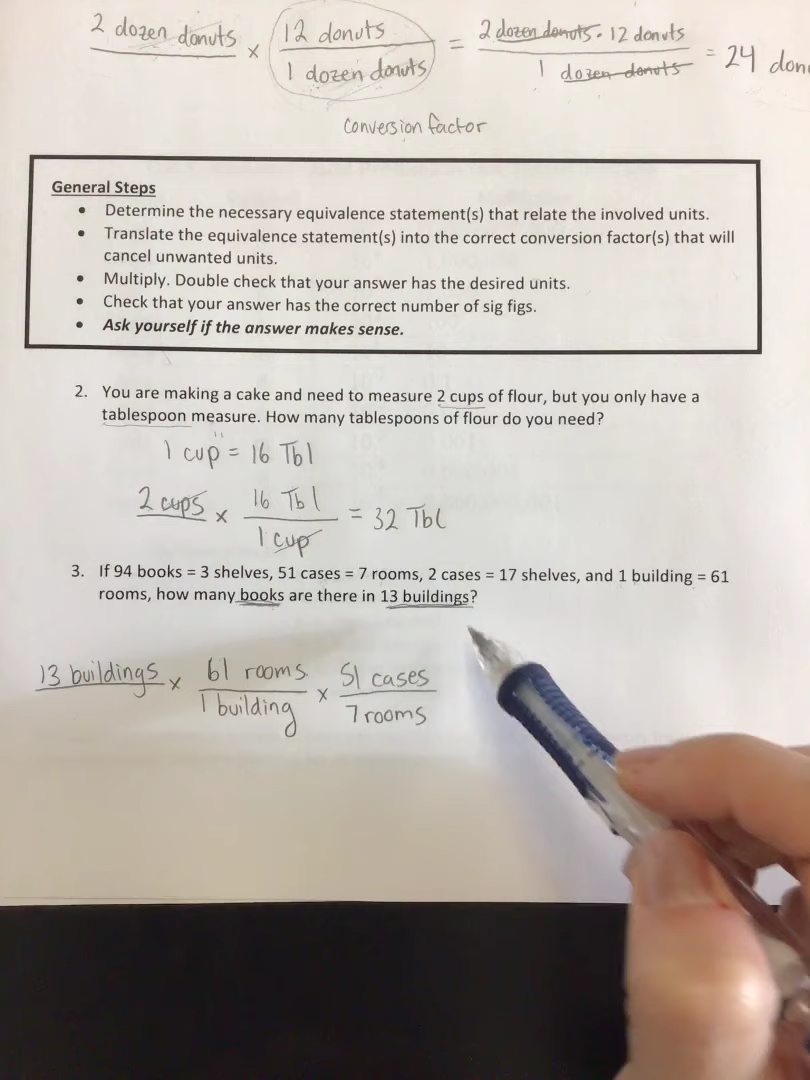 2 dozen donuts × 12 donuts / 1 dozen donuts = 2 dozen donuts · 12 donuts / 1 dozen donuts = 24
conversion factor
General Steps
• Determine the necessary equivalence statement(s) that relate the involved units.
• Translate the equivalence statement(s) into the correct conversion factor(s) that will
cancel unwanted units.
• Multiply. Double check that your answer has the desired units.
• Check that your answer has the correct number of sig figs.
• Ask yourself if the answer makes sense.
2. You are making a cake and need to measure 2 cups of flour, but you only have a
tablespoon measure. How many tablespoons of flour do you need?
1 cup = 16 Tbl
2 cups × 16 Tbl / 1 cup = 32 Tbl
3. If 94 books = 3 shelves, 51 cases = 7 rooms, 2 cases = 17 shelves, and 1 building = 61
rooms, how many books are there in 13 buildings?
13 buildings × 61 rooms / 1 building × 51 cases / 7 rooms